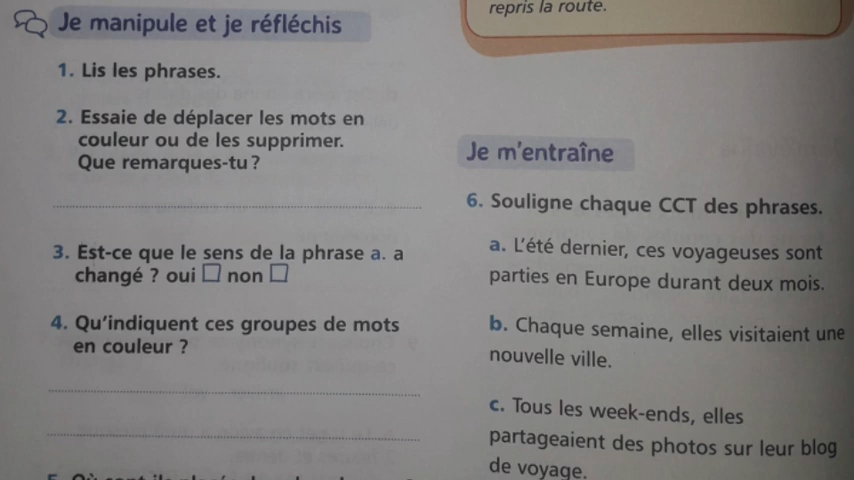 Je manipule et je réfléchis
1. Lis les phrases.
2. Essaie de déplacer les mots en
couleur ou de les supprimer.
Que remarques-tu ?
3. Est-ce que le sens de la phrase a. a
changé ? oui □ non □
4. Qu'indiquent ces groupes de mots
en couleur ?
repris la route.
Je m'entraîne
6. Souligne chaque CCT des phrases.
a. L'été dernier, ces voyageuses sont
parties en Europe durant deux mois.
b. Chaque semaine, elles visitaient une
nouvelle ville.
c. Tous les week-ends, elles
partageaient des photos sur leur blog
de voyage.